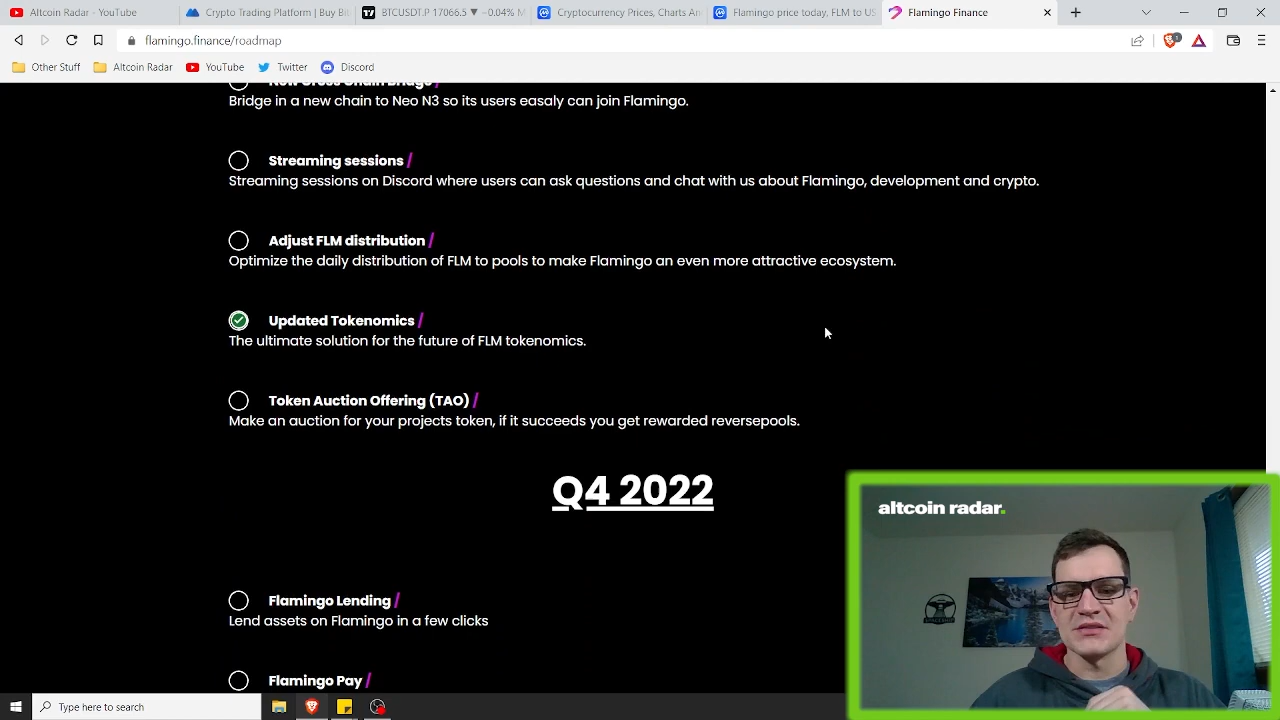 Altcoin Radar - YouTube
Crypto Trading Platform | Buy Bit
BTCUSDT.P 17066.5 ▼ −0.04% M
Cryptocurrency Prices, Charts An
Flamingo price today, FLM to US
Flamingo Finance
flamingo.finance/roadmap
1
Other Stuff
Altcoin Radar
YouTube
Twitter
Discord
New Cross Chain Bridge /
Bridge in a new chain to Neo N3 so its users easaly can join Flamingo.
Streaming sessions /
Streaming sessions on Discord where users can ask questions and chat with us about Flamingo, development and crypto.
Adjust FLM distribution /
Optimize the daily distribution of FLM to pools to make Flamingo an even more attractive ecosystem.
Updated Tokenomics /
The ultimate solution for the future of FLM tokenomics.
Token Auction Offering (TAO) /
Make an auction for your projects token, if it succeeds you get rewarded reversepools.
Q4 2022
altcoin radar.
Flamingo Lending /
Lend assets on Flamingo in a few clicks
Flamingo Pay /
Type here to search